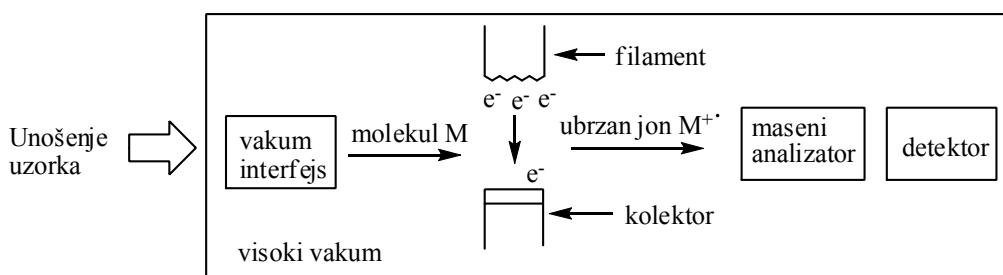 Unošenje
uzorka
vakum
interfejs
molekul M
filament
e- e- e-
e-
kolektor
ubrzan jon M+·
maseni
analizator
detektor
visoki vakum